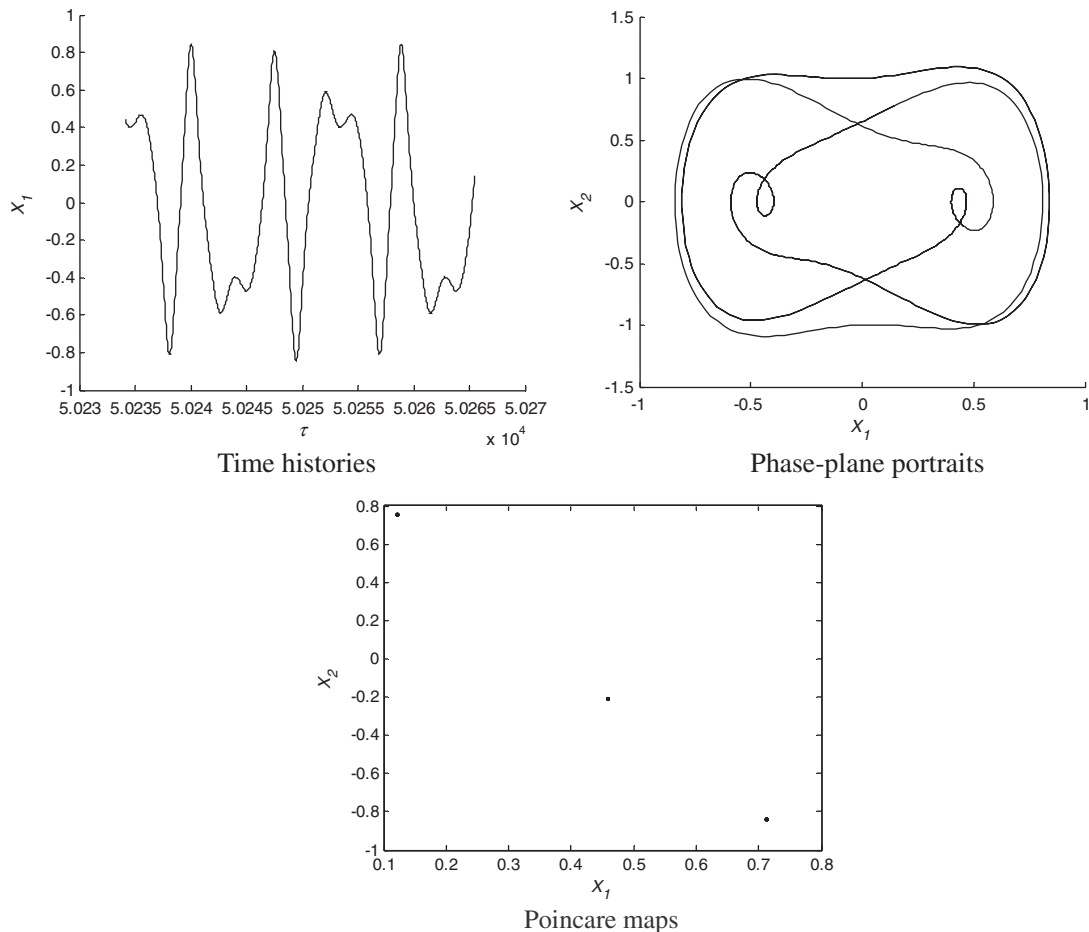 1
0.8
0.6
0.4
0.2
0
-0.2
-0.4
-0.6
-0.8
-1
X1
5.023 5.0235 5.024 5.0245 5.025 5.0255 5.026 5.0265 5.027
τ
x 10^4
Time histories
1.5
1
0.5
0
-0.5
-1
-1.5
X2
-1 -0.5 0 0.5 1
X1
Phase-plane portraits
0.8
0.6
0.4
0.2
0
-0.2
-0.4
-0.6
-0.8
-1
X2
0.1 0.2 0.3 0.4 0.5 0.6 0.7 0.8
X1
Poincare maps